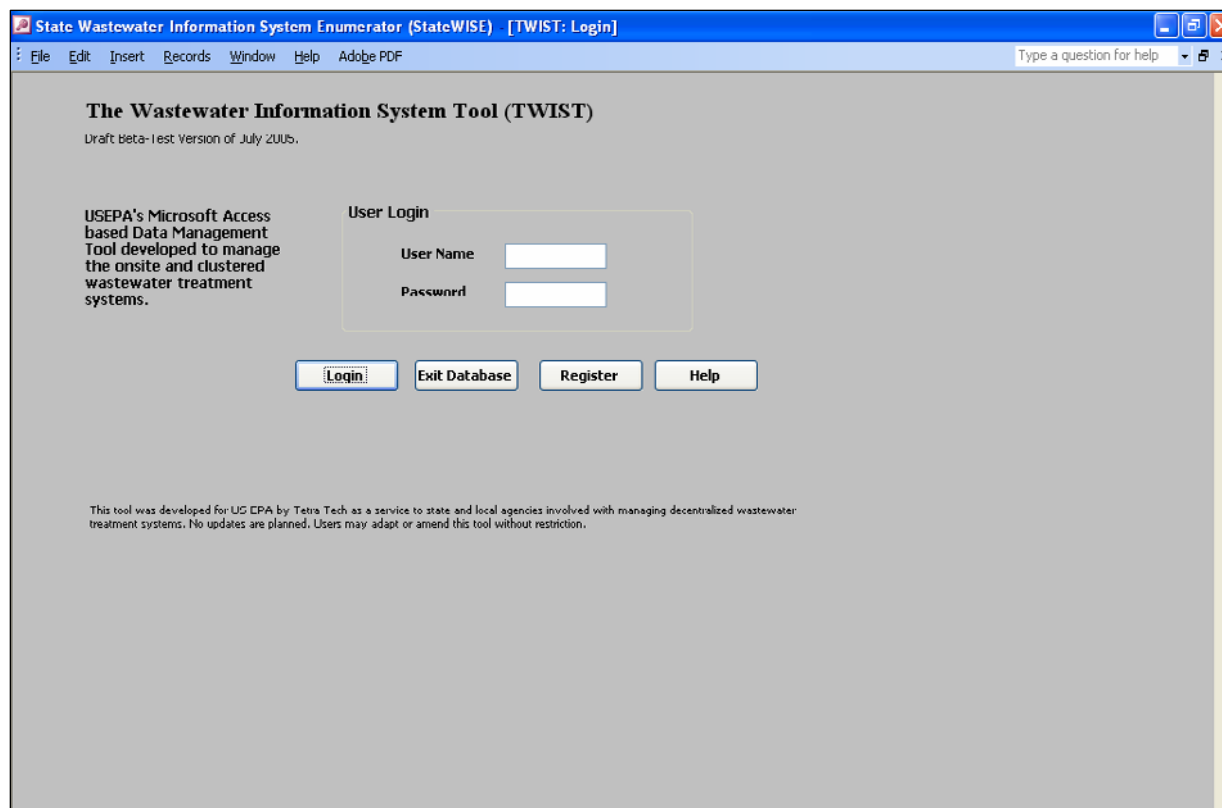 State Wastewater Information System Enumerator (StateWISE) - [TWIST: Login]
File Edit Insert Records Window Help Adobe PDF
Type a question for help
The Wastewater Information System Tool (TWIST)
Draft Beta-Test Version of July 2005.
USEPA's Microsoft Access
based Data Management
Tool developed to manage
the onsite and clustered
wastewater treatment
systems.
User Login
User Name
Password
Login Exit Database Register Help
This tool was developed for US EPA by Tetra Tech as a service to state and local agencies involved with managing decentralized wastewater
treatment systems. No updates are planned. Users may adapt or amend this tool without restriction.